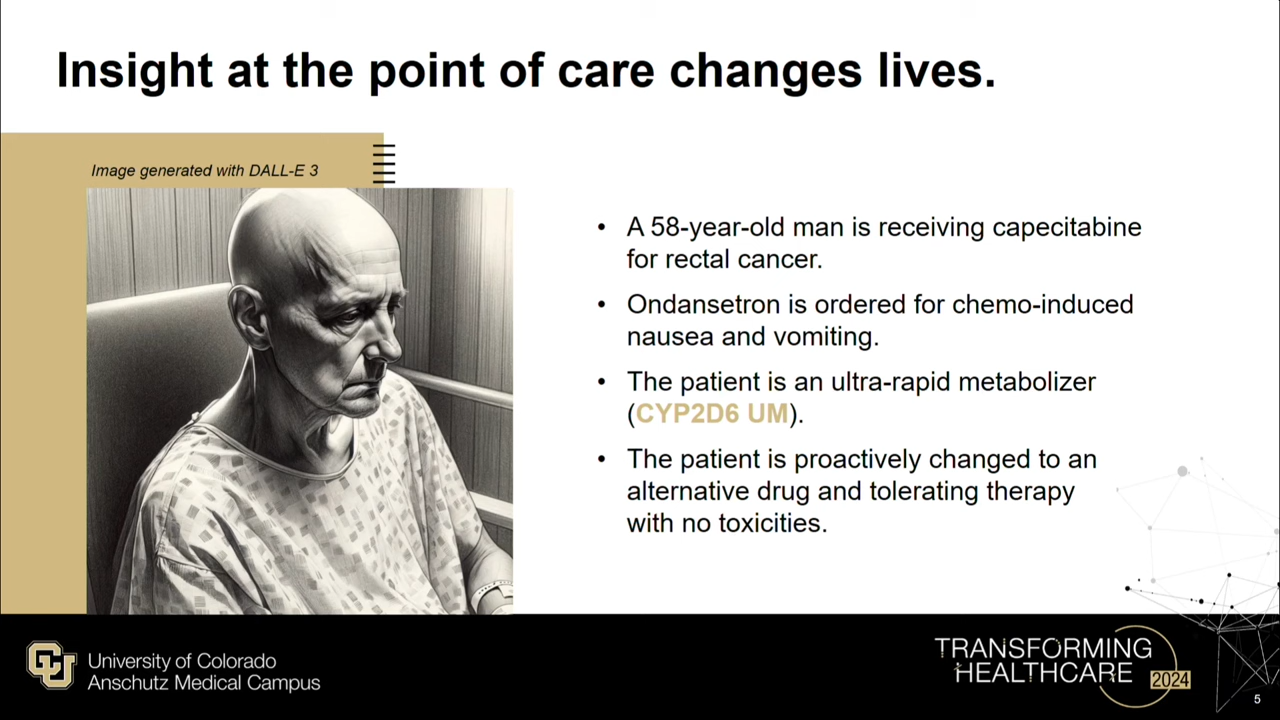 Insight at the point of care changes lives.
Image generated with DALL-E 3
• A 58-year-old man is receiving capecitabine
for rectal cancer.
• Ondansetron is ordered for chemo-induced
nausea and vomiting.
• The patient is an ultra-rapid metabolizer
(CYP2D6 UM).
• The patient is proactively changed to an
alternative drug and tolerating therapy
with no toxicities.
CU
University of Colorado
Anschutz Medical Campus
TRANSFORMING
HEALTHCARE
2024
5